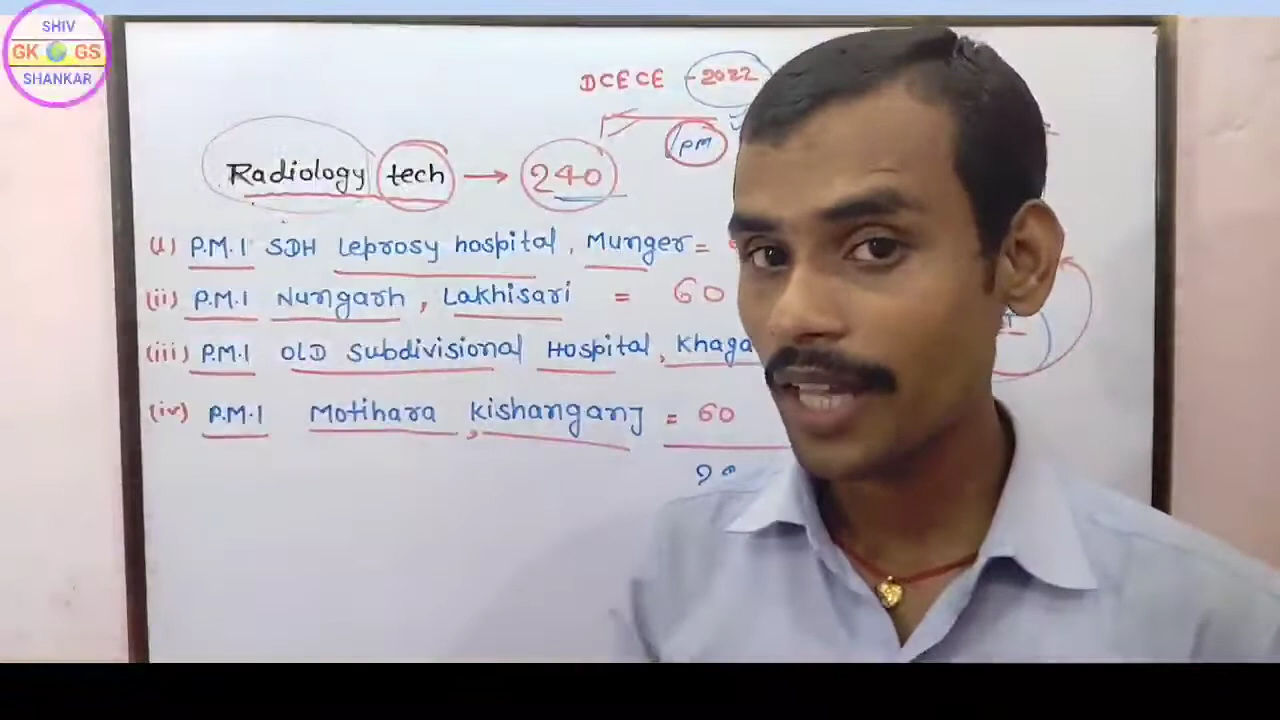 SHIV
GK GS
SHANKAR
DCECE - 2022
PM
Radiology tech → 240
(i) P.M.I SDH Leprosy hospital, Munger =
(ii) P.M.I Nungarh, Lakhisari = 60
(iii) P.M.I OLD Subdivisional Hospital, Khaga
(iv) P.M.I Motihara, Kishanganj = 60